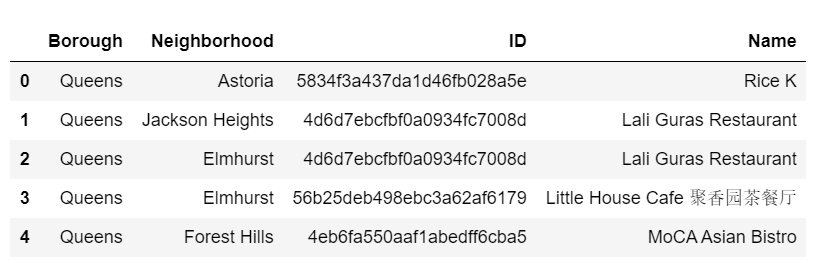 Borough Neighborhood ID Name
0 Queens Astoria 5834f3a437da1d46fb028a5e Rice K
1 Queens Jackson Heights 4d6d7ebcfbf0a0934fc7008d Lali Guras Restaurant
2 Queens Elmhurst 4d6d7ebcfbf0a0934fc7008d Lali Guras Restaurant
3 Queens Elmhurst 56b25deb498ebc3a62af6179 Little House Cafe 聚香园茶餐厅
4 Queens Forest Hills 4eb6fa550aaf1abedff6cba5 MoCA Asian Bistro